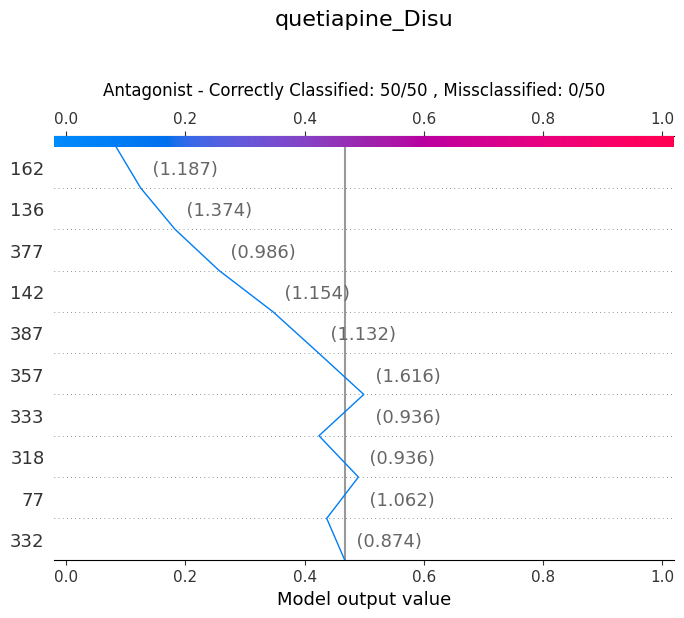 quetiapine_Disu
Antagonist - Correctly Classified: 50/50 , Missclassified: 0/50
0.0 0.2 0.4 0.6 0.8 1.0
162 (1.187)
136 (1.374)
377 (0.986)
142 (1.154)
387 (1.132)
357 (1.616)
333 (0.936)
318 (0.936)
77 (1.062)
332 (0.874)
0.0 0.2 0.4 0.6 0.8 1.0
Model output value